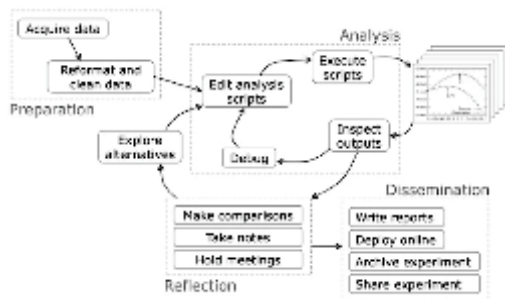 Acquire data
Reformat and
clean data
Preparation
Analysis
Edit analysis
scripts
Execute
scripts
Inspect
outputs
Debug
Explore
alternatives
Make comparisons
Take notes
Hold meetings
Reflection
Dissemination
Write reports
Deploy online
Archive experiment
Share experiment